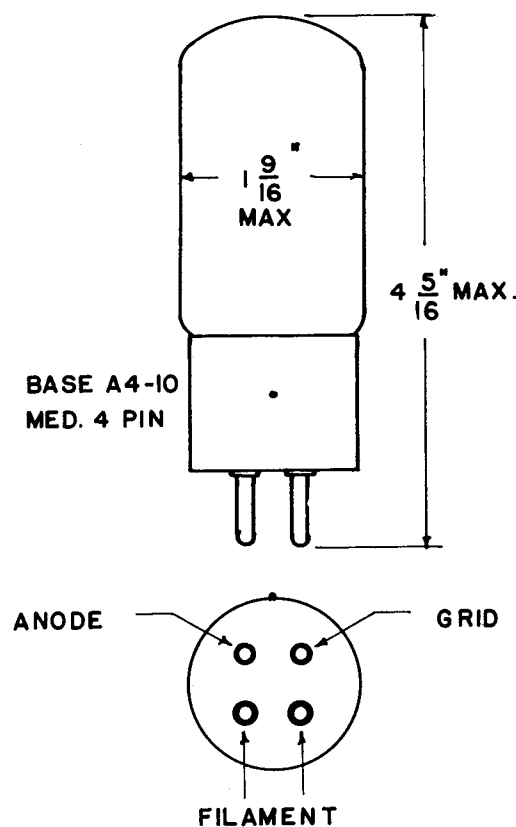 1 9/16" MAX
4 5/16" MAX.
BASE A4-10
MED. 4 PIN
ANODE
GRID
FILAMENT